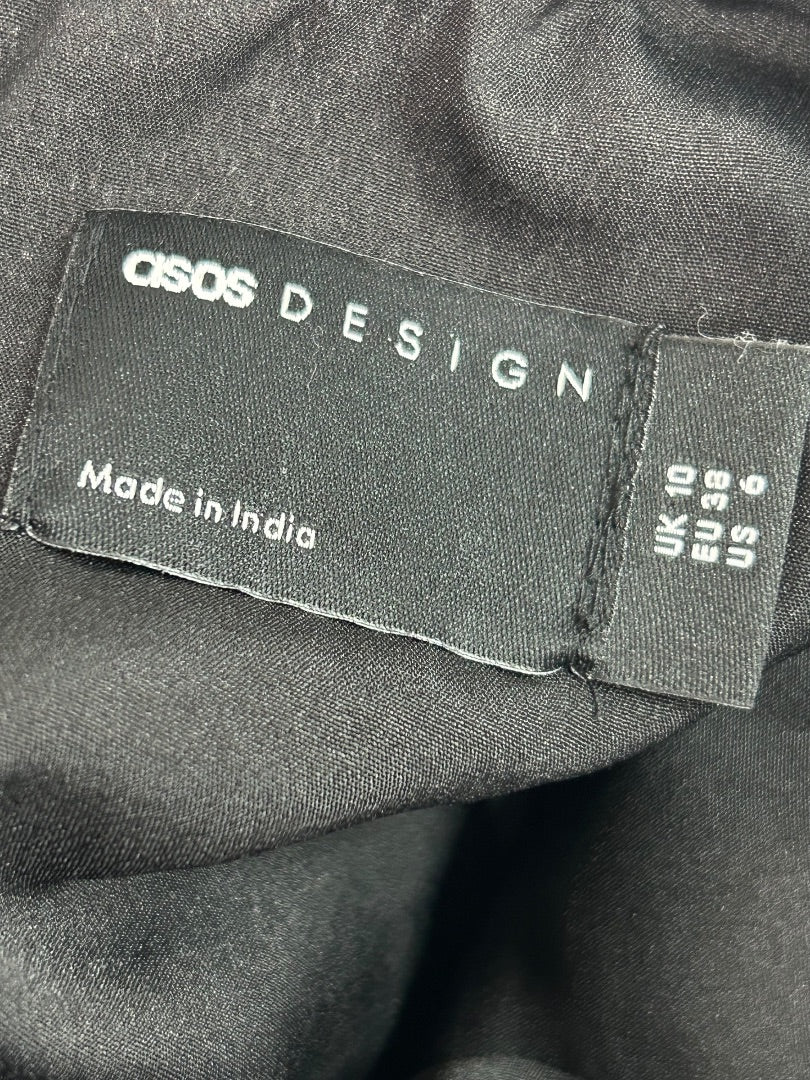 asos DESIGN
Made in India
UK 10
EU 38
US 6